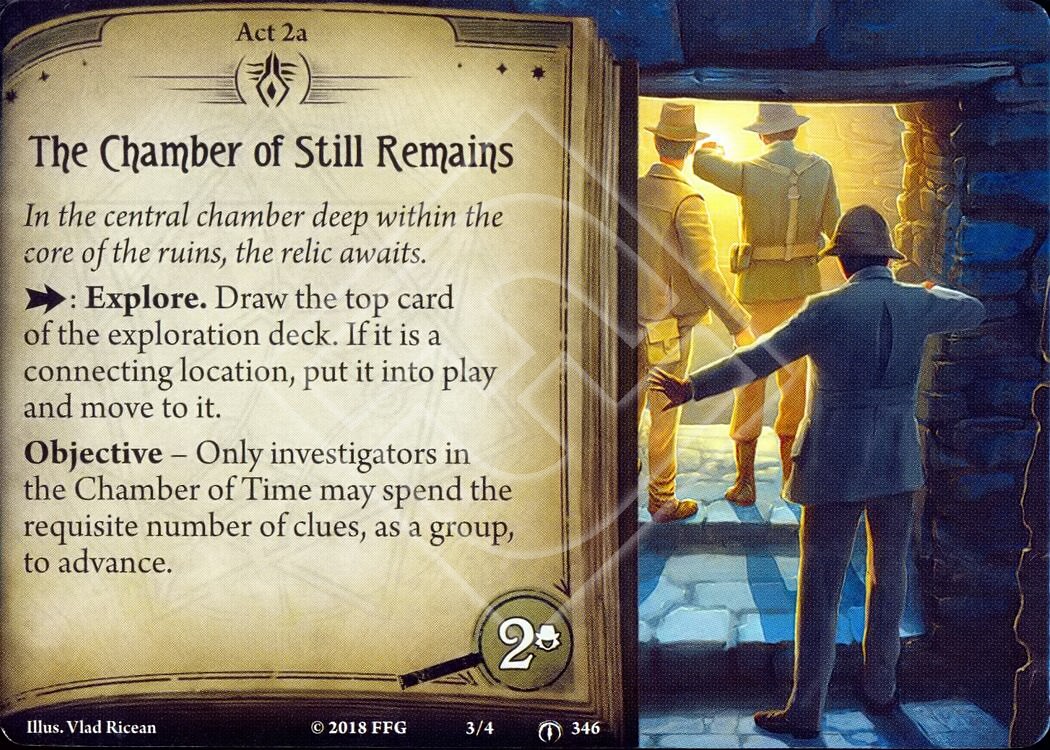 Act 2a
The Chamber of Still Remains
In the central chamber deep within the
core of the ruins, the relic awaits.
: Explore. Draw the top card
of the exploration deck. If it is a
connecting location, put it into play
and move to it.
Objective – Only investigators in
the Chamber of Time may spend the
requisite number of clues, as a group,
to advance.
2
Illus. Vlad Ricean © 2018 FFG 3/4 346